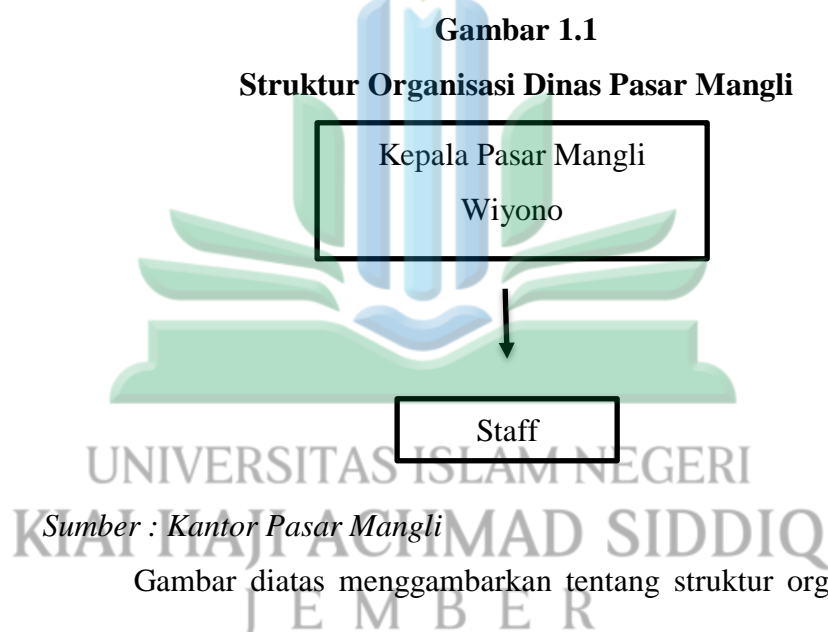 Gambar 1.1
Struktur Organisasi Dinas Pasar Mangli
Kepala Pasar Mangli
Wiyono
Staff
UNIVERSITAS ISLAM NEGERI
Sumber : Kantor Pasar Mangli
KIAI HAJI ACHMAD SIDDIQ
Gambar diatas menggambarkan tentang struktur org
JEMBER